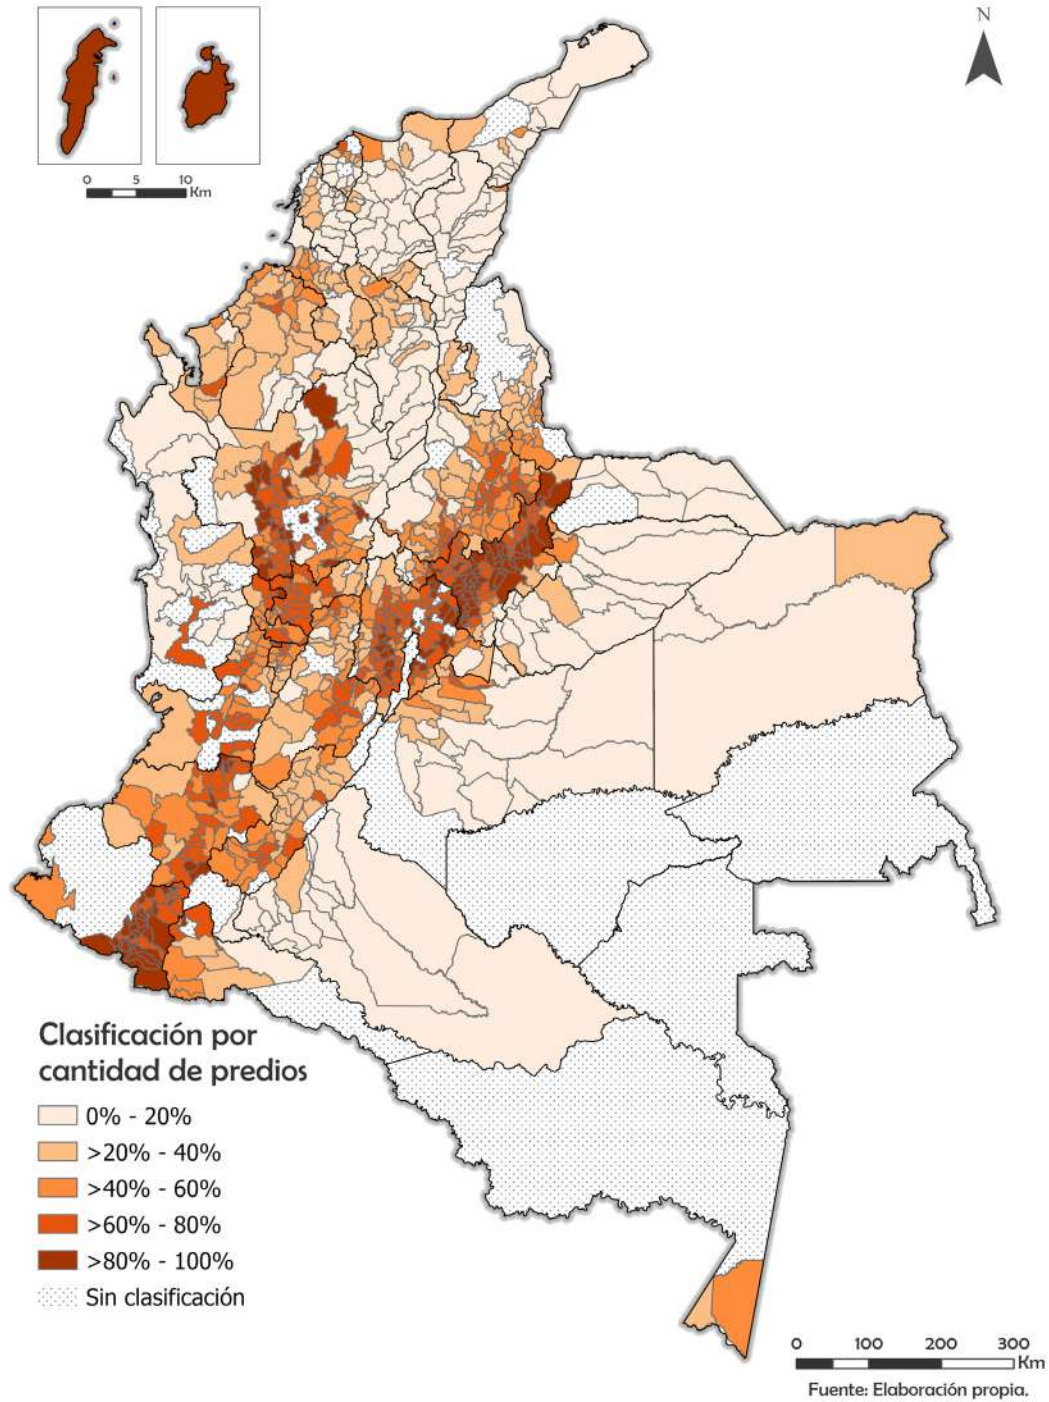 N
0 5 10
Km
Clasificación por
cantidad de predios
0% - 20%
>20% - 40%
>40% - 60%
>60% - 80%
>80% - 100%
Sin clasificación
0 100 200 300
Km
Fuente: Elaboración propia.